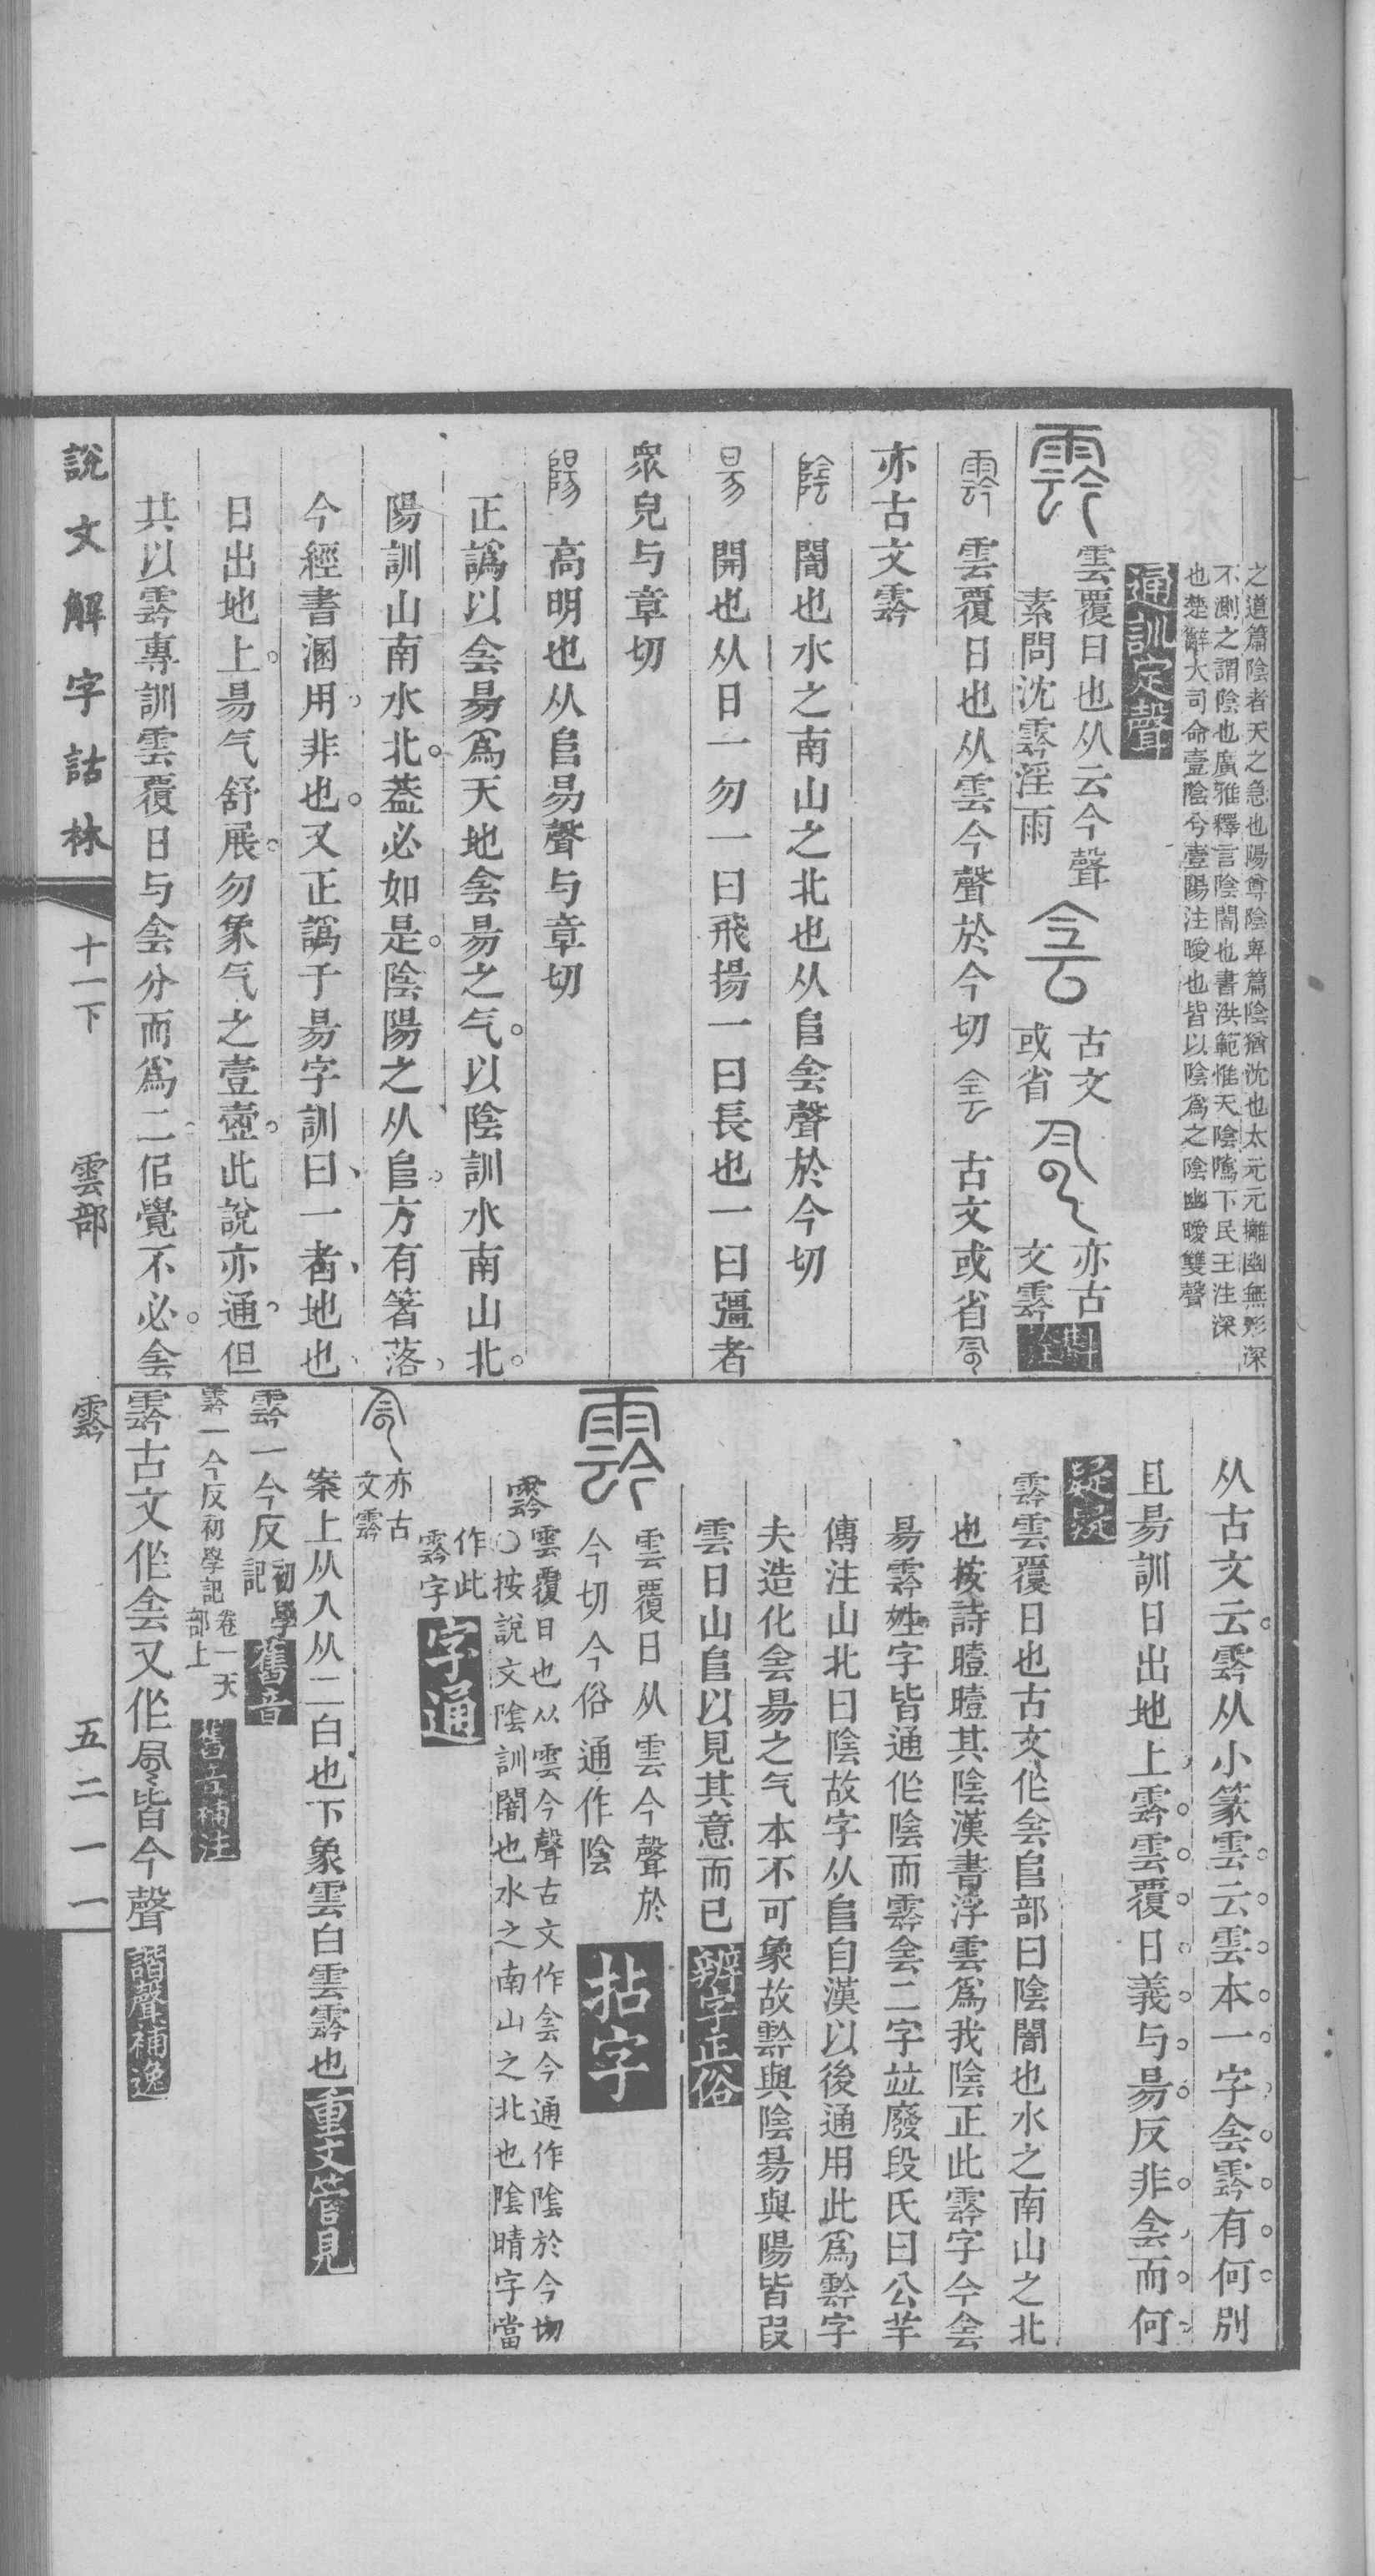 之道篇陰者天之急也陽尊陰卑篇陰猶沈也太元元攡幽無形深
不測之謂陰也廣雅釋言陰闇也書洪範惟天陰隲下民王注深
也楚辭大司命壹陰兮壹陽注曖也皆以陰爲之陰幽曖雙聲
通訓定聲
霒
雲覆日也从云今聲
素問沈霒淫雨
侌
古文
或省
亦古
文霒
斠詮
霒雲覆日也从雲今聲於今切侌古文或省
亦古文霒
陰闇也水之南山之北也从𨸏侌聲於今切
昜開也从日一勿一曰飛揚一曰長也一曰彊者
眾皃与章切
陽高明也从𨸏昜聲与章切
正譌以侌昜爲天地侌昜之气以陰訓水南山北
陽訓山南水北蓋必如是陰陽之从𨸏方有箸落
今經書溷用非也又正譌于昜字訓曰一者地也
日出地上昜气舒展勿象气之壹壺此說亦通但
共以霒專訓雲覆日与侌分而爲二佀覺不必侌
从古文云霒从小篆雲云雲本一字侌霒有何別
且昜訓日出地上霒雲覆日義与昜反非侌而何
疑疑
霒雲覆日也古文作侌𨸏部曰陰闇也水之南山之北
也按詩曀曀其陰漢書浮雲爲我陰正此霒字今侌
昜霒姓字皆通作陰而霒侌二字竝廢段氏曰公羊
傳注山北曰陰故字从𨸏自漢以後通用此爲霒字
夫造化侌昜之气本不可象故霒與陰昜與陽皆叚
雲日山𨸏以見其意而已
辨字正俗
霒
雲覆日从雲今聲於
今切今俗通作陰
拈字
霒
雲覆日也从雲今聲古文作侌今通作陰於今切
○按說文陰訓闇也水之南山之北也陰晴字當
作此
霒字
字通
亦古
文霒
案上从入从二白也下象雲白雲霒也
重文管見
霒一今反初學記
舊音
霒一今反初學記卷一天
部上
舊音補注
霒古文作侌又作𩃬皆今聲
諧聲補逸
說文解字詁林
十一下
雲部
霒
五二一一